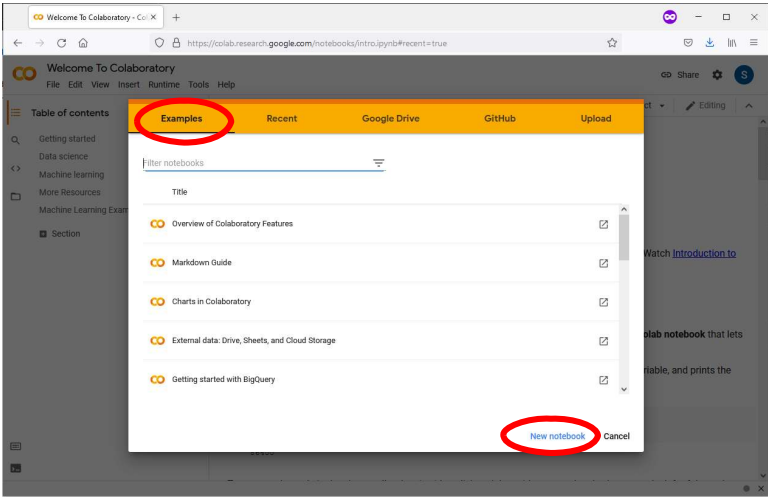 Welcome To Colaboratory - Col
https://colab.research.google.com/notebooks/intro.ipynb#recent=true
Welcome To Colaboratory
File Edit View Insert Runtime Tools Help
Share
S
Table of contents
Getting started
Data science
Machine learning
More Resources
Machine Learning Exam
Section
Editing
Examples Recent Google Drive GitHub Upload
Filter notebooks
Title
Overview of Colaboratory Features
Markdown Guide
Charts in Colaboratory
External data: Drive, Sheets, and Cloud Storage
Getting started with BigQuery
New notebook Cancel
Watch Introduction to
olab notebook that lets
riable, and prints the